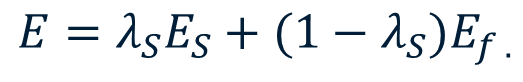 E = λ_S E_S + (1 − λ_S)E_f .